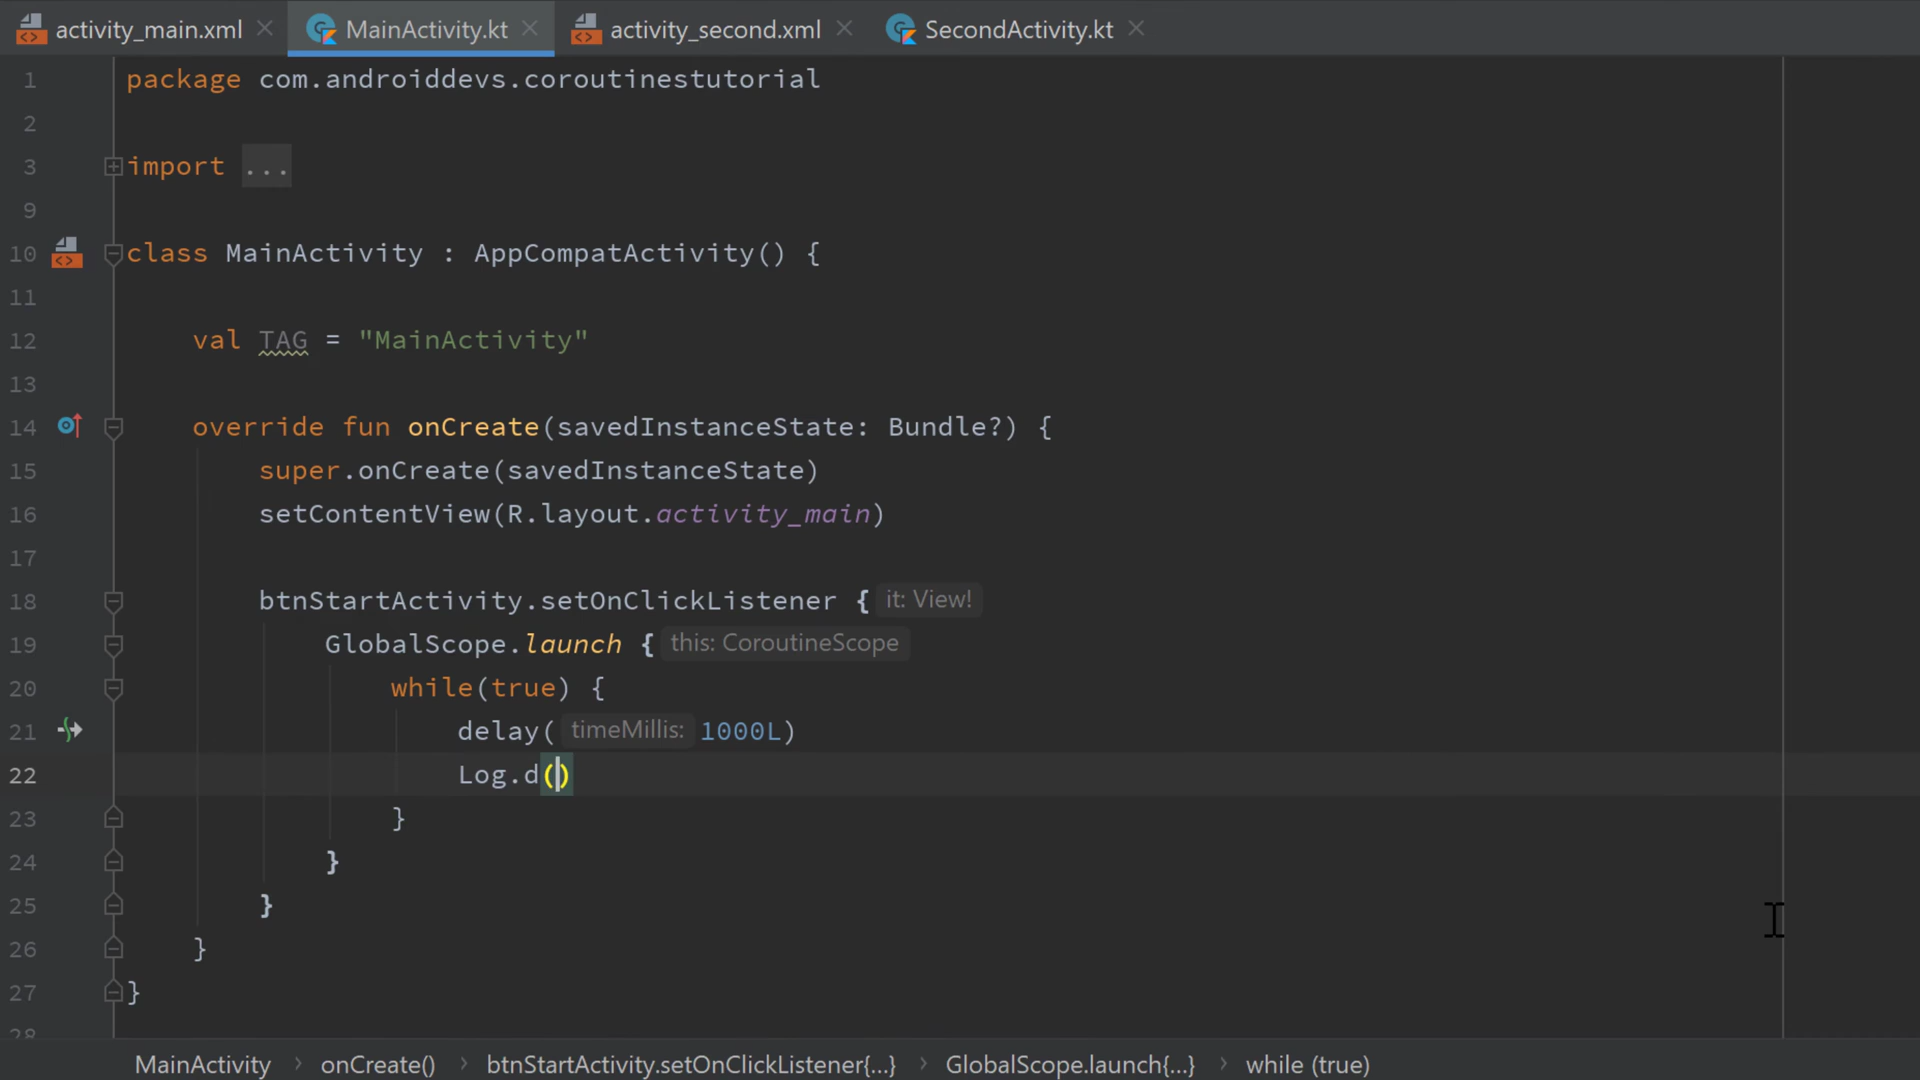 activity_main.xml MainActivity.kt activity_second.xml SecondActivity.kt
1 package com.androiddevs.coroutinestutorial
2
3 import ...
9
10 class MainActivity : AppCompatActivity() {
11
12 val TAG = "MainActivity"
13
14 override fun onCreate(savedInstanceState: Bundle?) {
15 super.onCreate(savedInstanceState)
16 setContentView(R.layout.activity_main)
17
18 btnStartActivity.setOnClickListener { it: View!
19 GlobalScope.launch { this: CoroutineScope
20 while(true) {
21 delay( timeMillis: 1000L)
22 Log.d()
23 }
24 }
25 }
26 }
27 }
28
MainActivity › onCreate() › btnStartActivity.setOnClickListener{...} › GlobalScope.launch{...} › while (true)